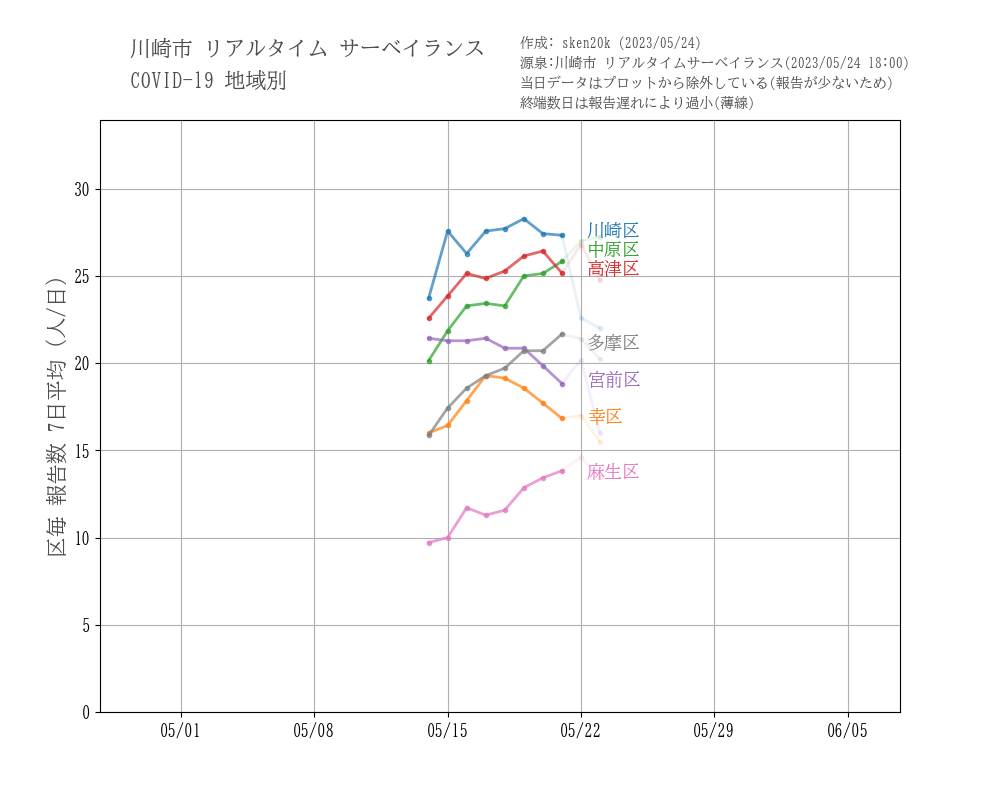 川崎市 リアルタイム サーベイランス
COVID-19 地域別
作成: sken20k (2023/05/24)
源泉:川崎市 リアルタイムサーベイランス(2023/05/24 18:00)
当日データはプロットから除外している(報告が少ないため)
終端数日は報告遅れにより過小(薄線)
区毎 報告数 7日平均 (人/日)
30
25
20
15
10
5
0
川崎区
中原区
高津区
多摩区
宮前区
幸区
麻生区
05/01
05/08
05/15
05/22
05/29
06/05